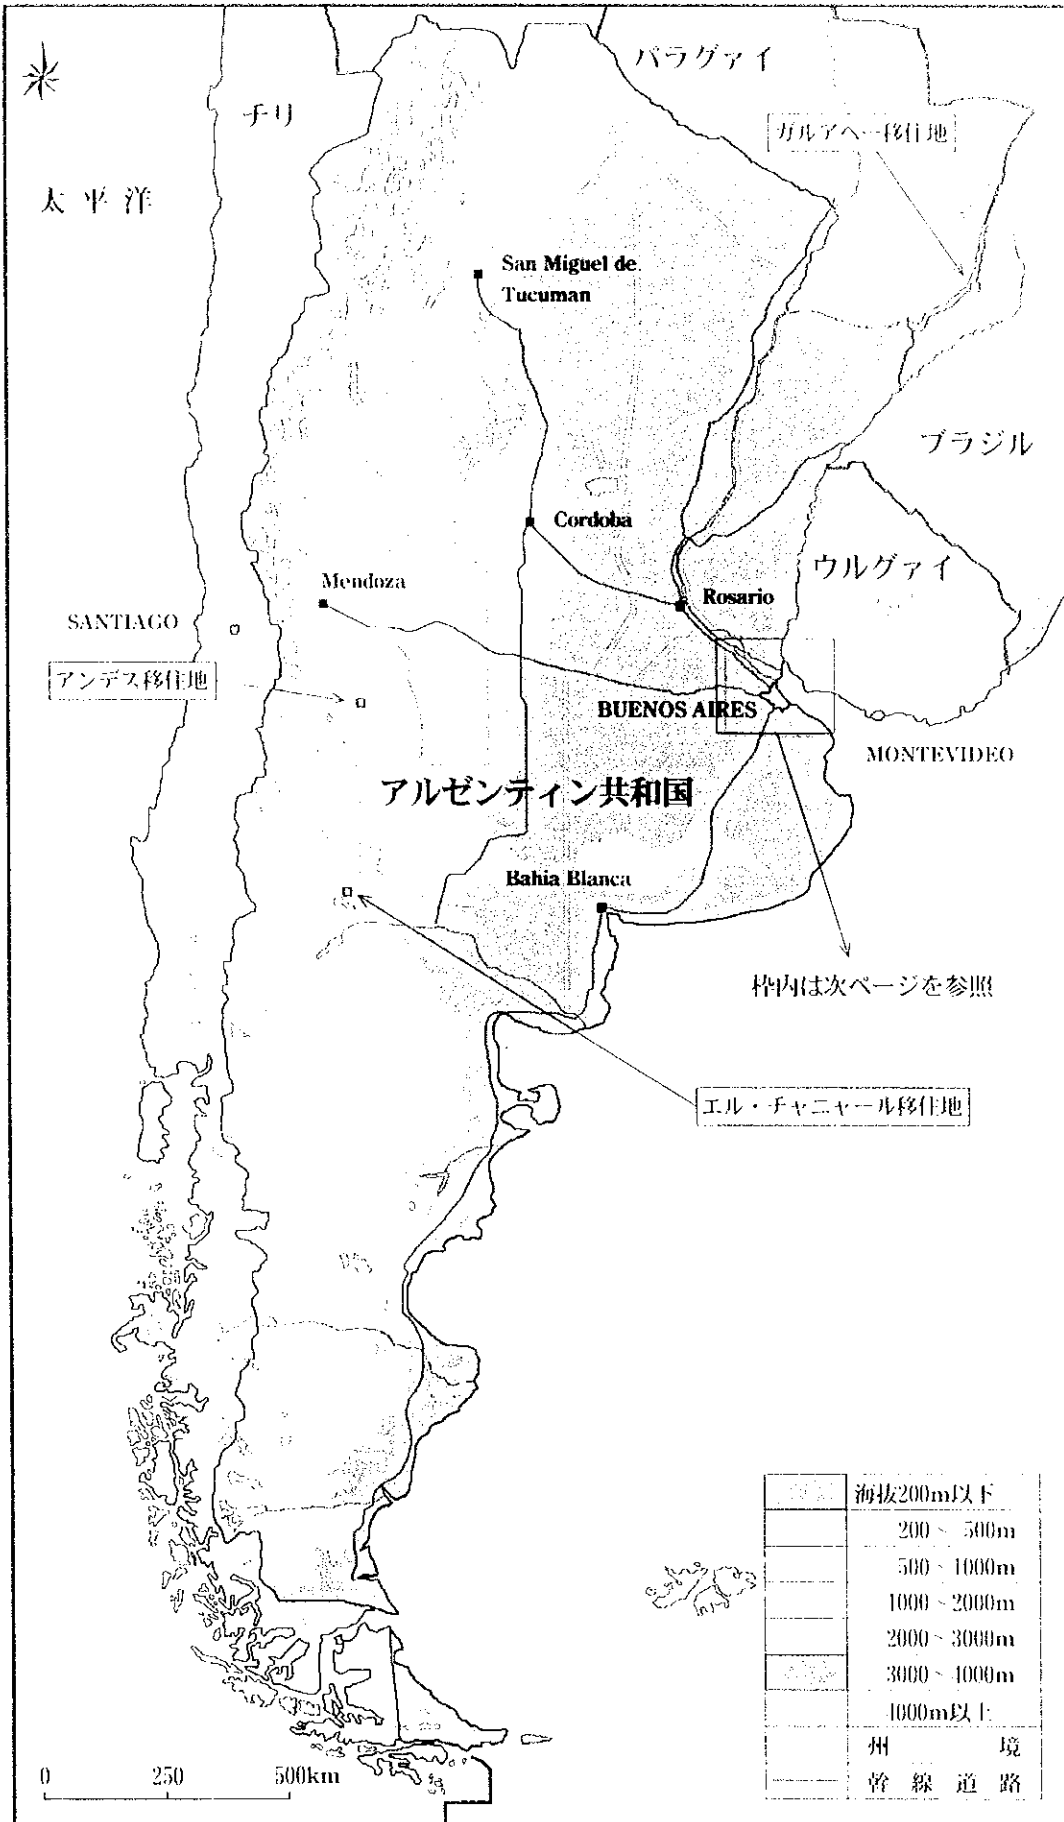 パラグァイ
チリ
ガルアペー移住地
太平洋
San Miguel de
Tucuman
ブラジル
Cordoba
ウルグァイ
Mendoza
Rosario
SANTIAGO
アンデス移住地
BUENOS AIRES
MONTEVIDEO
アルゼンティン共和国
Bahia Blanca
枠内は次ページを参照
エル・チャニャール移住地
海抜200m以下
200~ 500m
500~1000m
1000~2000m
2000~3000m
3000~4000m
4000m以上
州境
幹線道路
0 250 500km